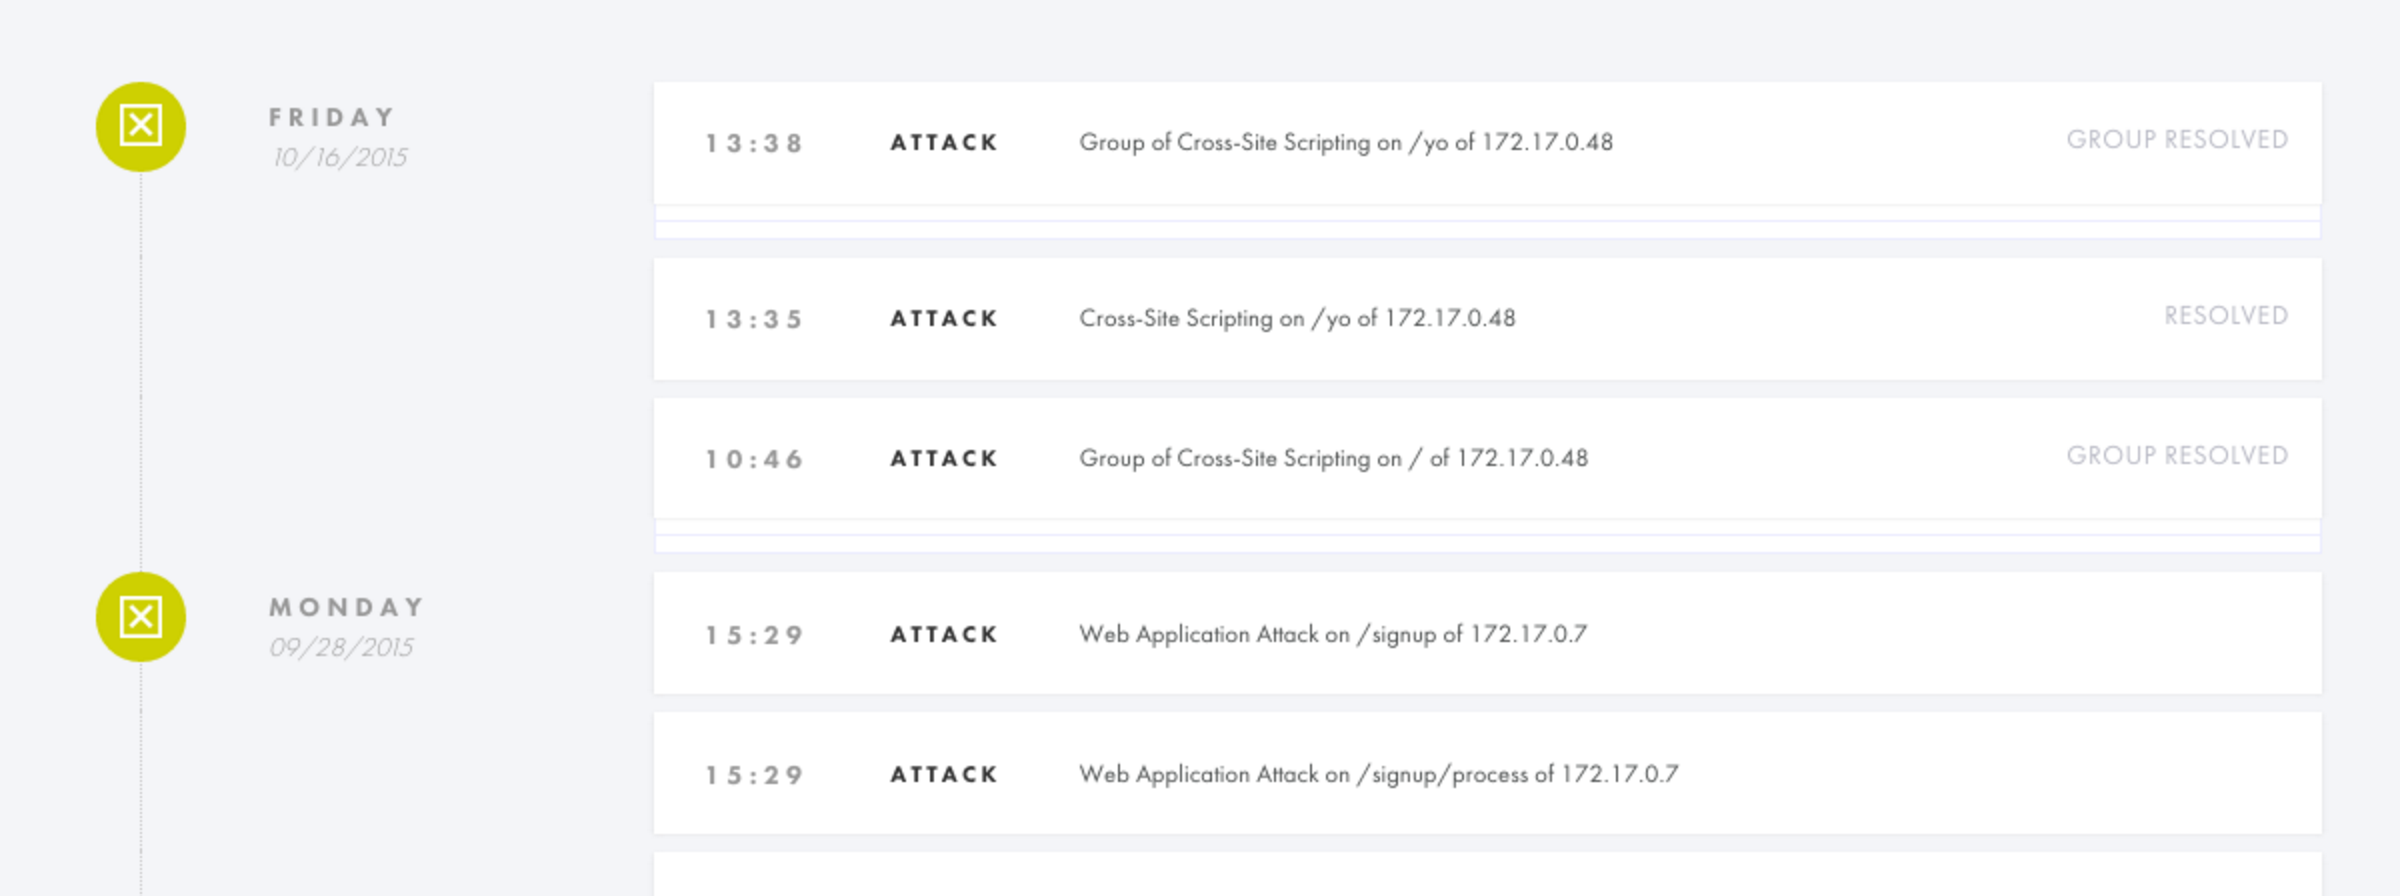 FRIDAY
10/16/2015
13:38 ATTACK Group of Cross-Site Scripting on /yo of 172.17.0.48 GROUP RESOLVED
13:35 ATTACK Cross-Site Scripting on /yo of 172.17.0.48 RESOLVED
10:46 ATTACK Group of Cross-Site Scripting on / of 172.17.0.48 GROUP RESOLVED
MONDAY
09/28/2015
15:29 ATTACK Web Application Attack on /signup of 172.17.0.7
15:29 ATTACK Web Application Attack on /signup/process of 172.17.0.7